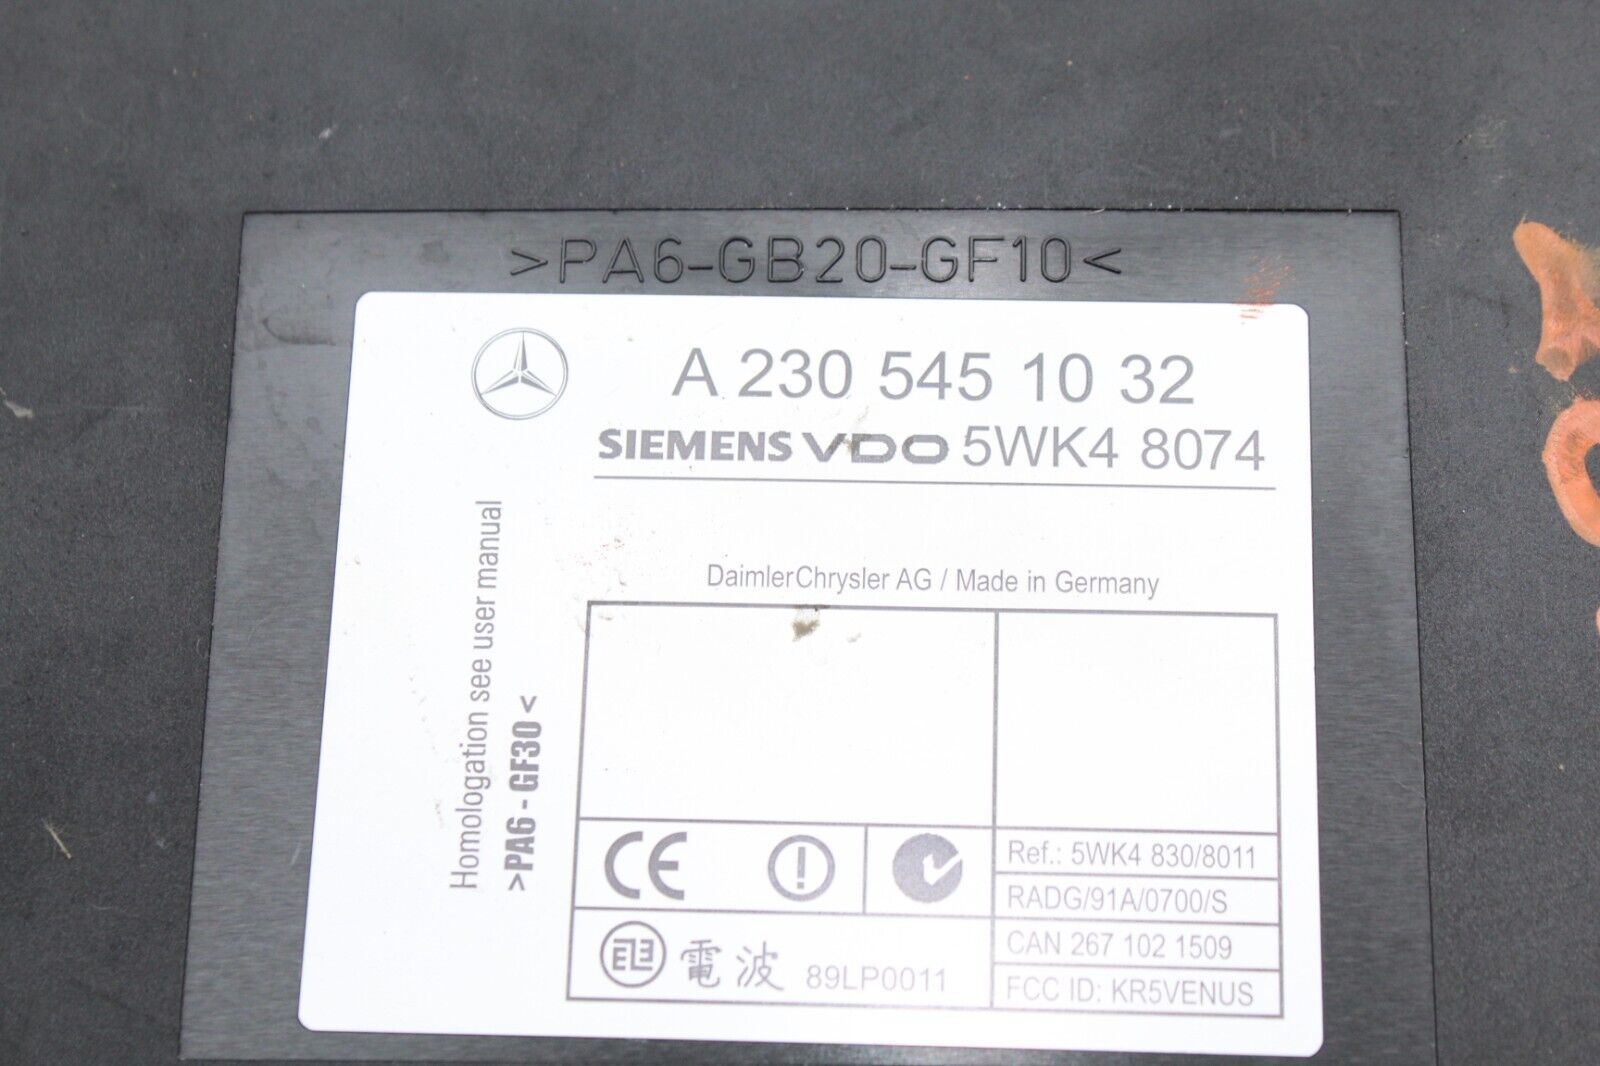 >PA6-GB20-GF10<
A 230 545 10 32
SIEMENS VDO 5WK4 8074
DaimlerChrysler AG / Made in Germany
Homologation see user manual
>PA6 - GF30<
CE
Ref.: 5WK4 830/8011
RADG/91A/0700/S
電波 89LP0011
CAN 267 102 1509
FCC ID: KR5VENUS